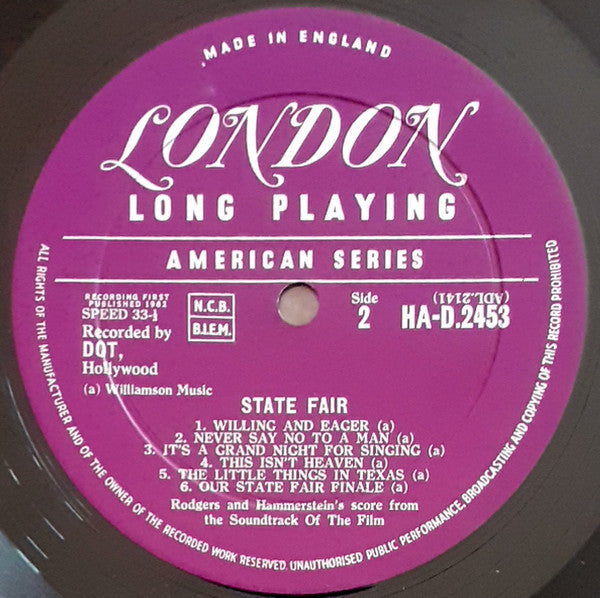 MADE IN ENGLAND
LONDON
LONG PLAYING
AMERICAN SERIES
RECORDING FIRST
PUBLISHED 1962
SPEED 33⅓
Recorded by
DOT,
Hollywood
(a) Williamson Music
N.C.B.
B.I.E.M.
Side
2
(ADL.2141)
HA-D.2453
STATE FAIR
1. WILLING AND EAGER (a)
2. NEVER SAY NO TO A MAN (a)
3. IT'S A GRAND NIGHT FOR SINGING (a)
4. THIS ISN'T HEAVEN (a)
5. THE LITTLE THINGS IN TEXAS (a)
6. OUR STATE FAIR FINALE (a)
Rodgers and Hammerstein's score from
the Soundtrack Of The Film
ALL RIGHTS OF THE MANUFACTURER AND OF THE OWNER OF THE RECORDED WORK RESERVED. UNAUTHORISED PUBLIC PERFORMANCE, BROADCASTING AND COPYING OF THIS RECORD PROHIBITED